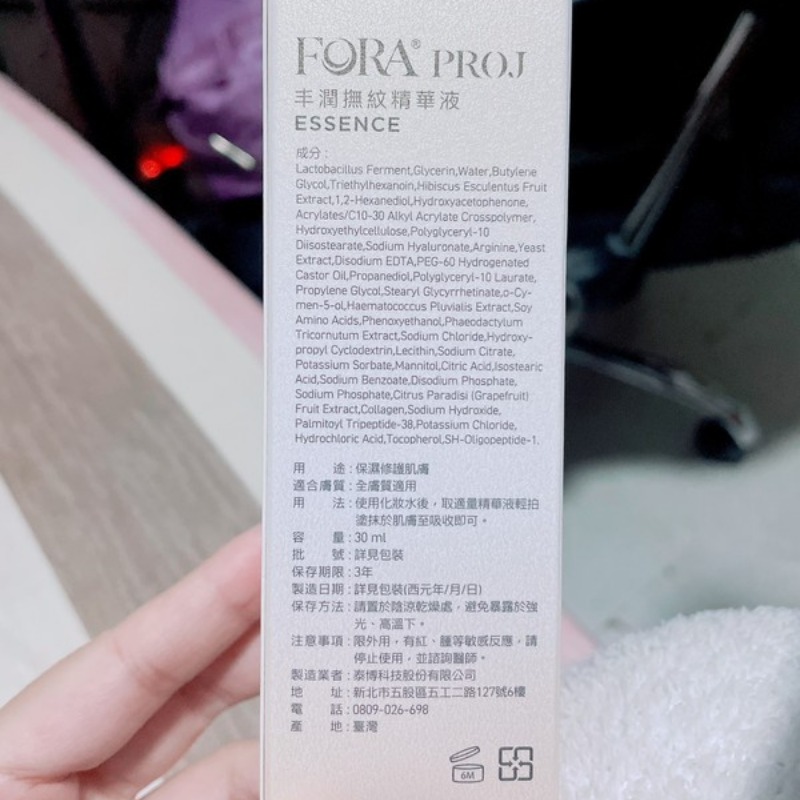 FORA® PROJ
丰潤撫紋精華液
ESSENCE
成分：
Lactobacillus Ferment,Glycerin,Water,Butylene
Glycol,Triethylhexanoin,Hibiscus Esculentus Fruit
Extract,1,2-Hexanediol,Hydroxyacetophenone,
Acrylates/C10-30 Alkyl Acrylate Crosspolymer,
Hydroxyethylcellulose,Polyglyceryl-10
Diisostearate,Sodium Hyaluronate,Arginine,Yeast
Extract,Disodium EDTA,PEG-60 Hydrogenated
Castor Oil,Propanediol,Polyglyceryl-10 Laurate,
Propylene Glycol,Stearyl Glycyrrhetinate,o-Cy-
men-5-ol,Haematococcus Pluvialis Extract,Soy
Amino Acids,Phenoxyethanol,Phaeodactylum
Tricornutum Extract,Sodium Chloride,Hydroxy-
propyl Cyclodextrin,Lecithin,Sodium Citrate,
Potassium Sorbate,Mannitol,Citric Acid,Isostearic
Acid,Sodium Benzoate,Disodium Phosphate,
Sodium Phosphate,Citrus Paradisi (Grapefruit)
Fruit Extract,Collagen,Sodium Hydroxide,
Palmitoyl Tripeptide-38,Potassium Chloride,
Hydrochloric Acid,Tocopherol,SH-Oligopeptide-1.
用途：保濕修護肌膚
適合膚質：全膚質適用
用法：使用化妝水後，取適量精華液輕拍
塗抹於肌膚至吸收即可。
容量：30 ml
批號：詳見包裝
保存期限：3年
製造日期：詳見包裝(西元年/月/日)
保存方法：請置於陰涼乾燥處，避免暴露於強
光、高溫下。
注意事項：限外用，有紅、腫等敏感反應，請
停止使用，並諮詢醫師。
製造業者：泰博科技股份有限公司
地址：新北市五股區五工二路127號6樓
電話：0809-026-698
產地：臺灣
6M